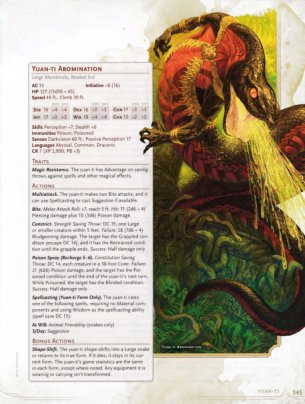 YUAN-TI ABOMINATION
Large Monstrosity, Neutral Evil
AC 15 Initiative +6 (16)
HP 127 (15d10 + 45)
Speed 40 ft., Climb 30 ft.
MOD SAVE MOD SAVE MOD SAVE
STR 19 +4 +4 DEX 16 +3 +3 CON 17 +3 +3
INT 17 +3 +3 WIS 18 +4 +4 CHA 15 +2 +2
Skills Perception +7, Stealth +6
Immunities Poison; Poisoned
Senses Darkvision 60 ft.; Passive Perception 17
Languages Abyssal, Common, Draconic
CR 7 (XP 2,900; PB +3)
TRAITS
Magic Resistance. The yuan-ti has Advantage on saving
throws against spells and other magical effects.
ACTIONS
Multiattack. The yuan-ti makes two Bite attacks, and it
can use Spellcasting to cast Suggestion if available.
Bite. Melee Attack Roll: +7, reach 5 ft. Hit: 11 (2d6 + 4)
Piercing damage plus 10 (3d6) Poison damage.
Constrict. Strength Saving Throw: DC 15, one Large
or smaller creature within 5 feet. Failure: 28 (7d6 + 4)
Bludgeoning damage. The target has the Grappled con-
dition (escape DC 14), and it has the Restrained condi-
tion until the grapple ends. Success: Half damage only.
Poison Spray (Recharge 5–6). Constitution Saving
Throw: DC 14, each creature in a 30-foot Cone. Failure:
21 (6d6) Poison damage, and the target has the Poi-
soned condition until the end of the yuan-ti's next turn.
While Poisoned, the target has the Blinded condition.
Success: Half damage only.
Spellcasting (Yuan-ti Form Only). The yuan-ti casts
one of the following spells, requiring no Material com-
ponents and using Wisdom as the spellcasting ability
(spell save DC 15):
At Will: Animal Friendship (snakes only)
3/Day: Suggestion
BONUS ACTIONS
Shape-Shift. The yuan-ti shape-shifts into a Large snake
or returns to its true form. If it dies, it stays in its cur-
rent form. The yuan-ti's game statistics are the same
in each form, except where noted. Any equipment it is
wearing or carrying isn't transformed.
YUAN-TI ABOMINATION
YUAN-TI 345